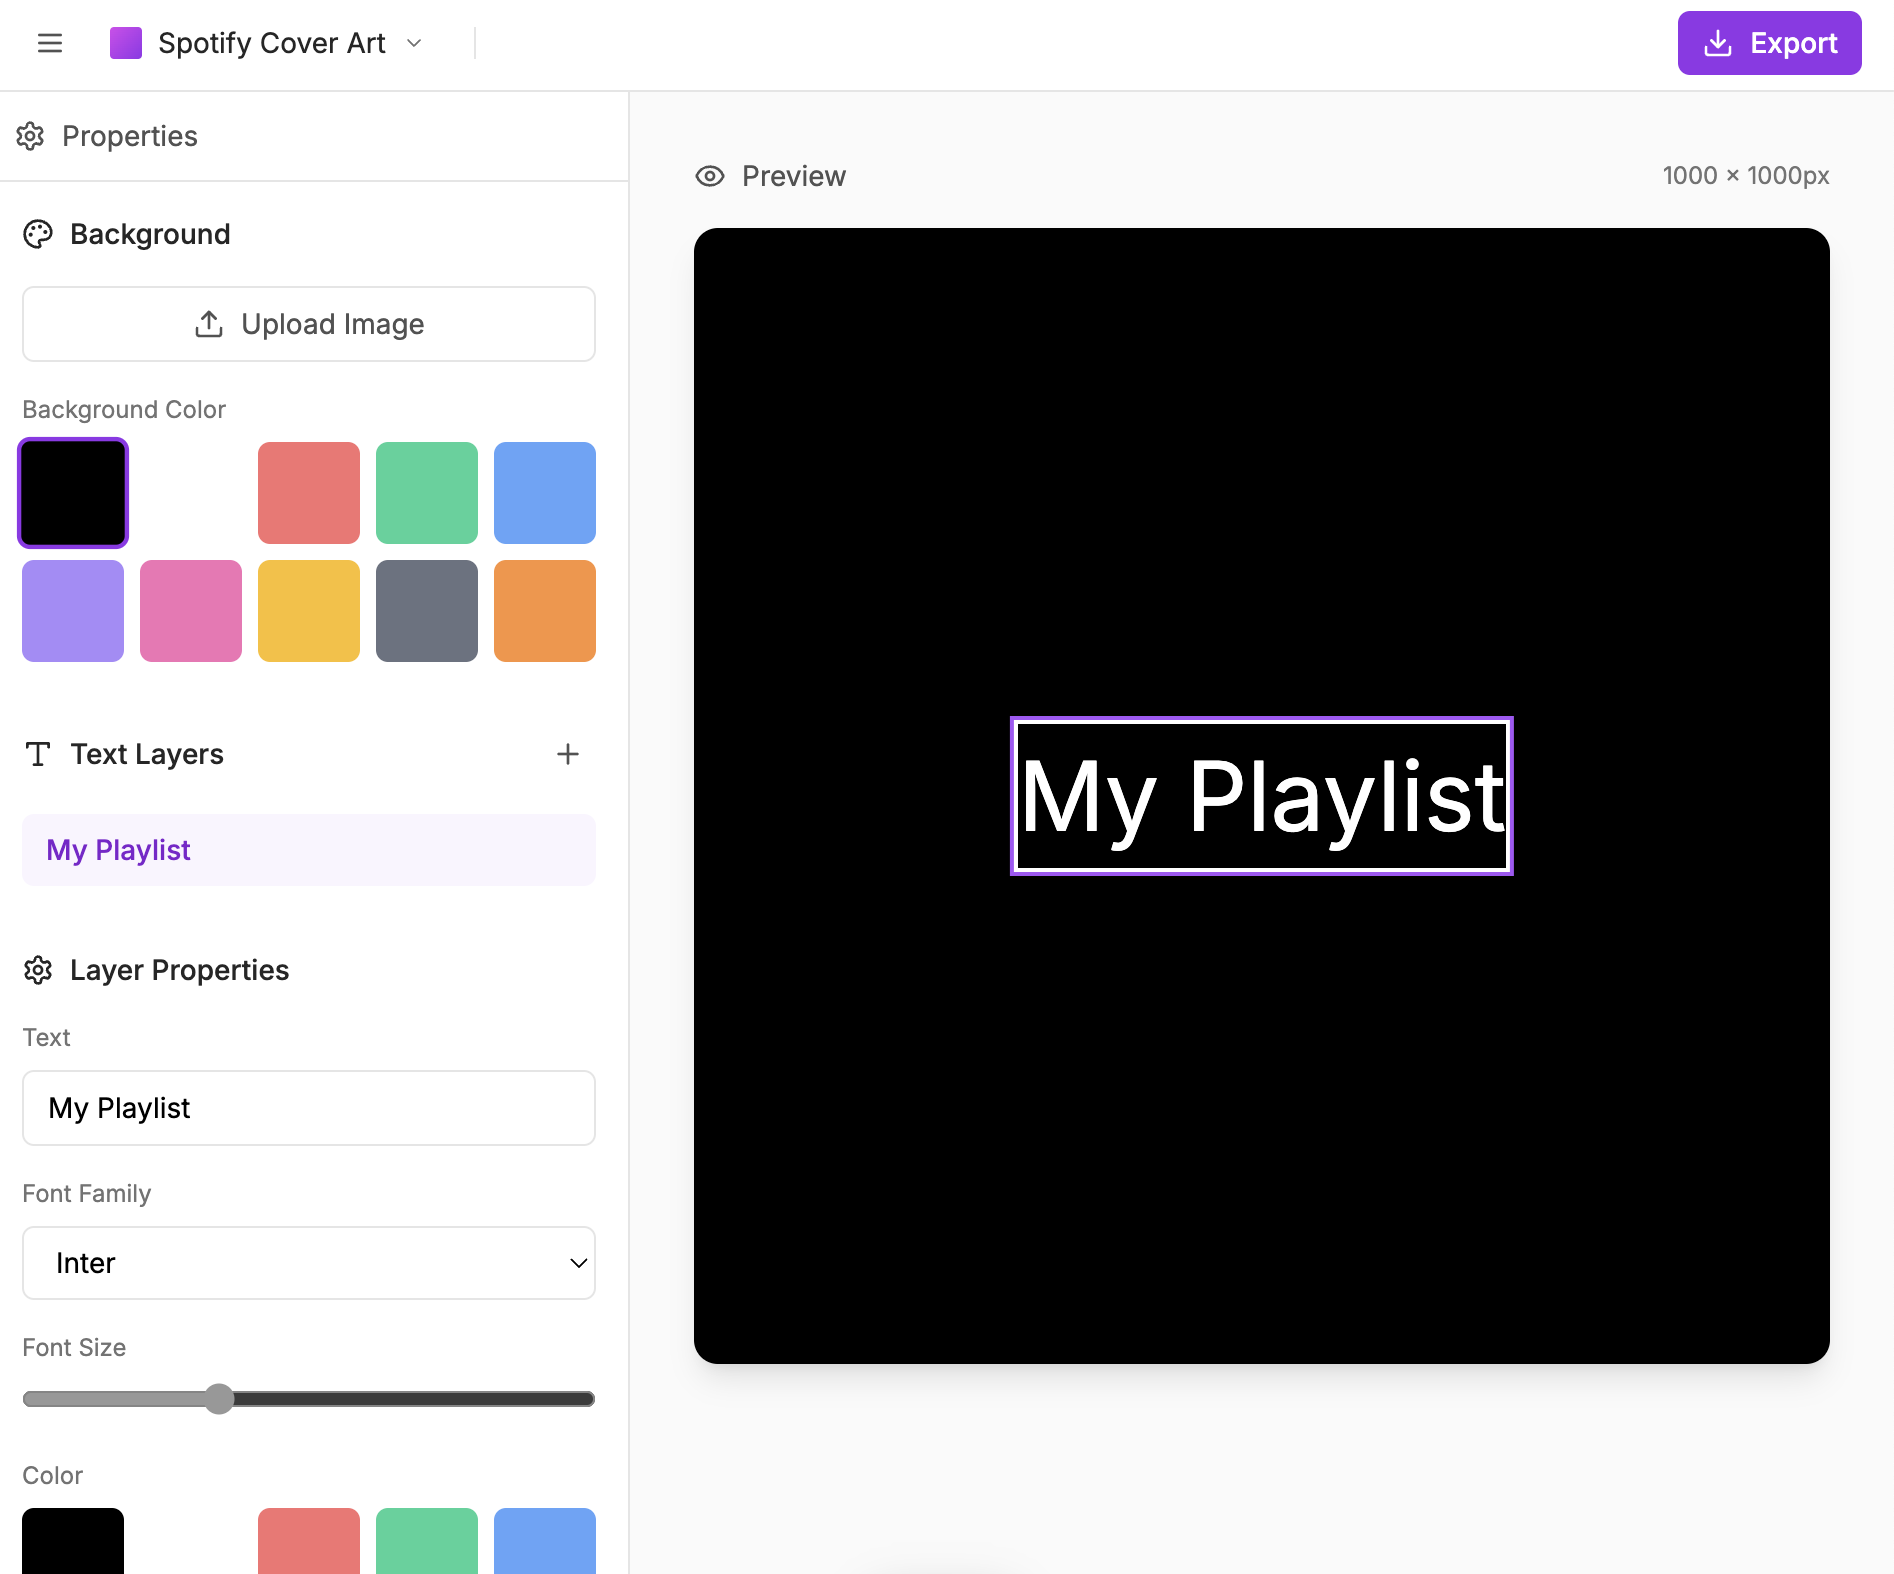 Spotify Cover Art
Export
Properties
Preview
1000 × 1000px
Background
Upload Image
Background Color
Text Layers
My Playlist
My Playlist
Layer Properties
Text
My Playlist
Font Family
Inter
Font Size
Color